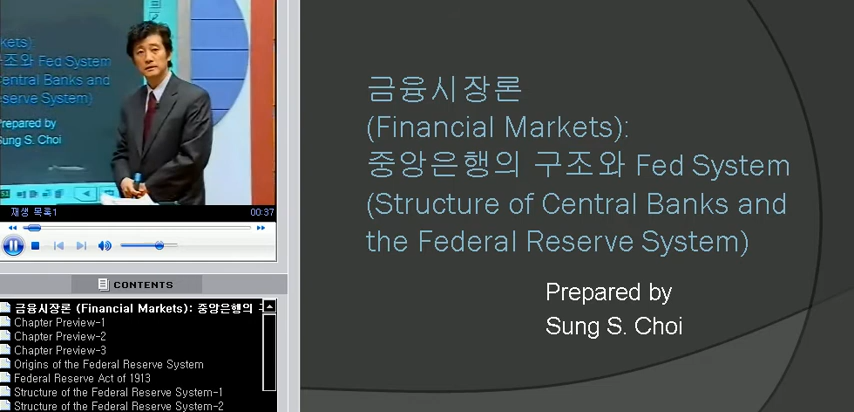 kets):
구조와 Fed System
Central Banks and
serve System)
Prepared by
Sung S. Choi
재생 목록1
00:37
CONTENTS
금융시장론 (Financial Markets): 중앙은행의 구
Chapter Preview-1
Chapter Preview-2
Chapter Preview-3
Origins of the Federal Reserve System
Federal Reserve Act of 1913
Structure of the Federal Reserve System-1
Structure of the Federal Reserve System-2
금융시장론
(Financial Markets):
중앙은행의 구조와 Fed System
(Structure of Central Banks and
the Federal Reserve System)
Prepared by
Sung S. Choi